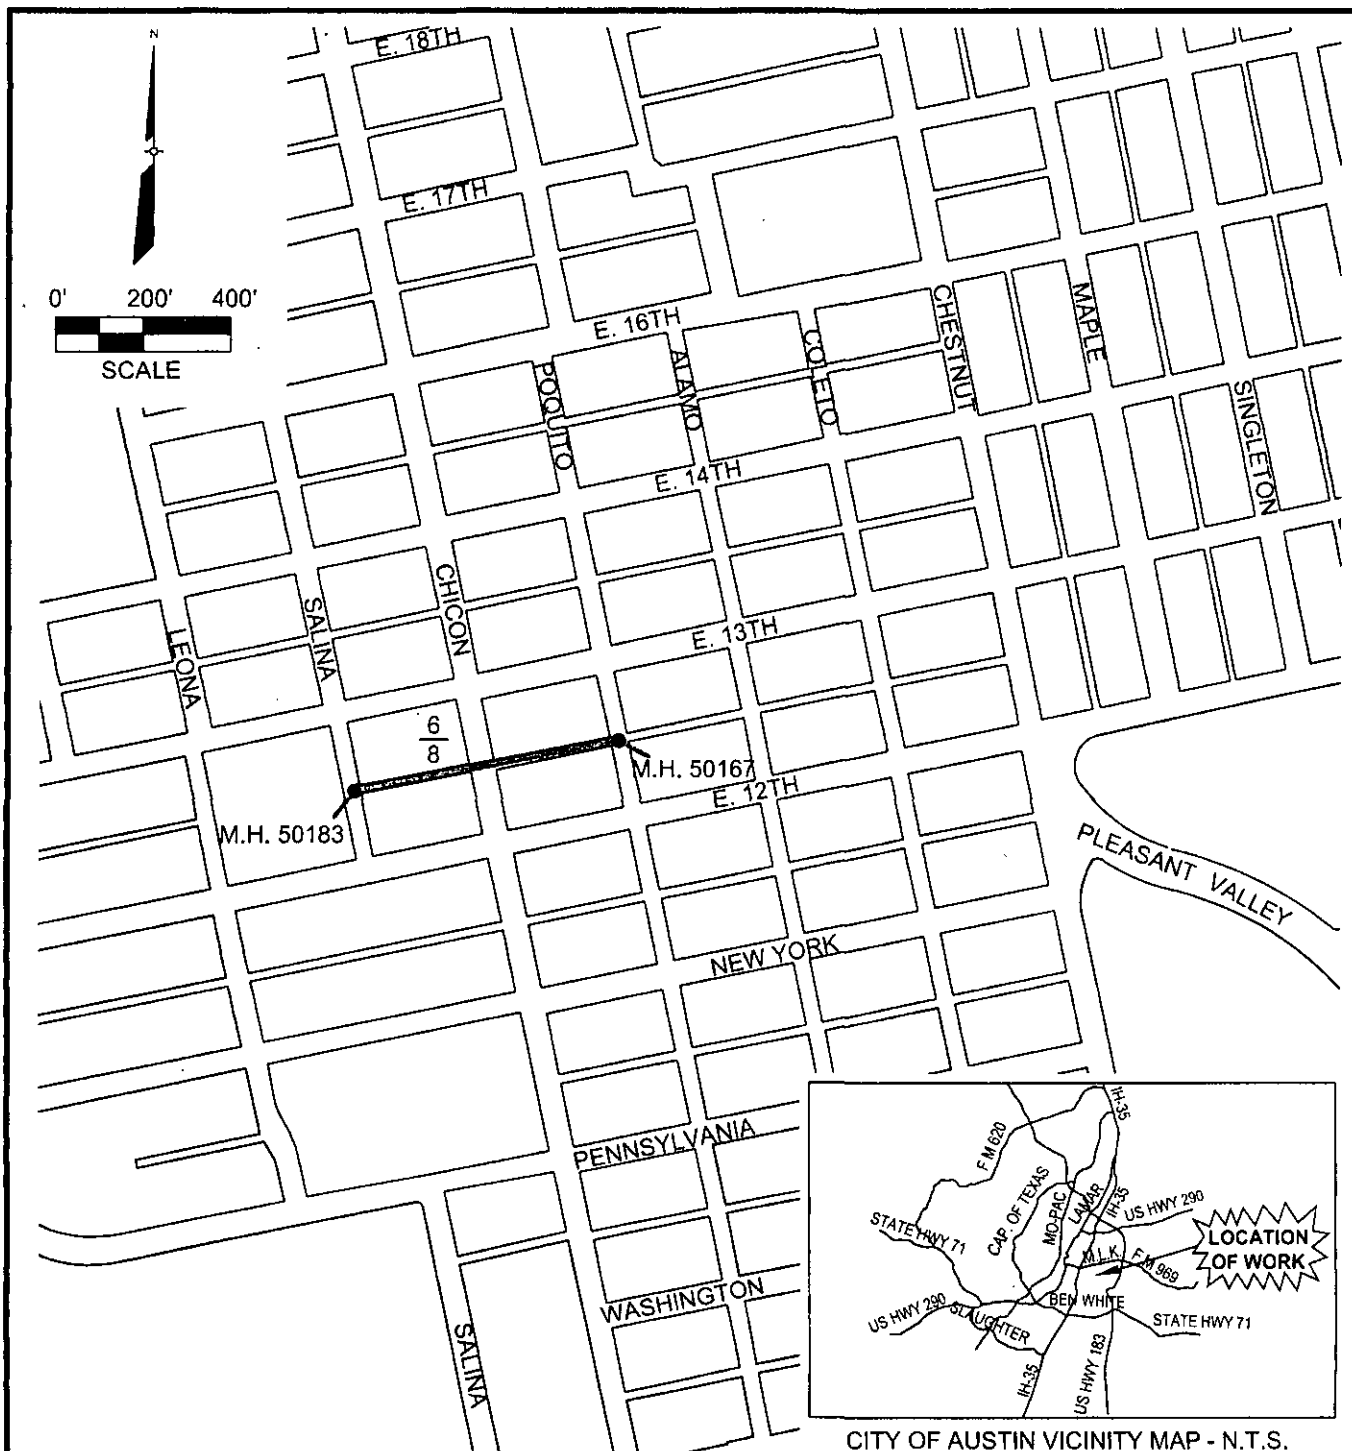 N
E. 18TH
E. 17TH
0' 200' 400'
SCALE
E. 16TH
POQUITO
ALAMO
COLETO
CHESTNUT
MAPLE
SINGLETON
E. 14TH
LEONA
SALINA
CHICON
E. 13TH
6
8
M.H. 50167
M.H. 50183
E. 12TH
PLEASANT VALLEY
NEW YORK
PENNSYLVANIA
WASHINGTON
SALINA
IH-35
F M 620
CAP. OF TEXAS
MO-PAC
LAMAR
IH-35
US HWY 290
STATE HWY 71
LOCATION
OF WORK
M.L.K.
F M 969
US HWY 290
SLAUGHTER
BEN WHITE
STATE HWY 71
IH-35
US HWY 183
CITY OF AUSTIN VICINITY MAP - N.T.S.